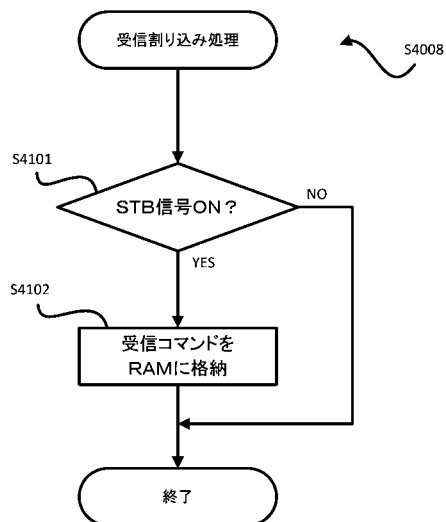 受信割り込み処理
S4008
S4101
STB信号ON？
NO
YES
S4102
受信コマンドを
RAMに格納
終了